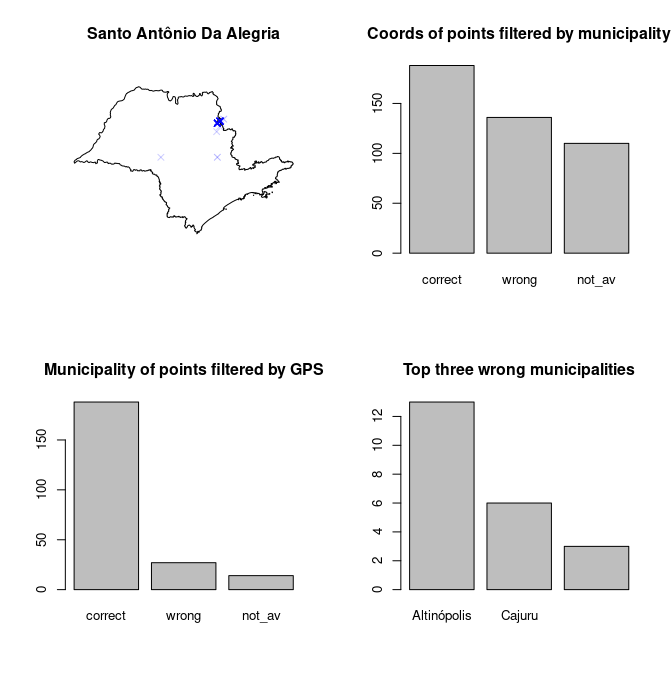 Santo Antônio Da Alegria
Coords of points filtered by municipality
150
100
50
0
correct wrong not_av
Municipality of points filtered by GPS
150
100
50
0
correct wrong not_av
Top three wrong municipalities
12
10
8
6
4
2
0
Altinópolis Cajuru